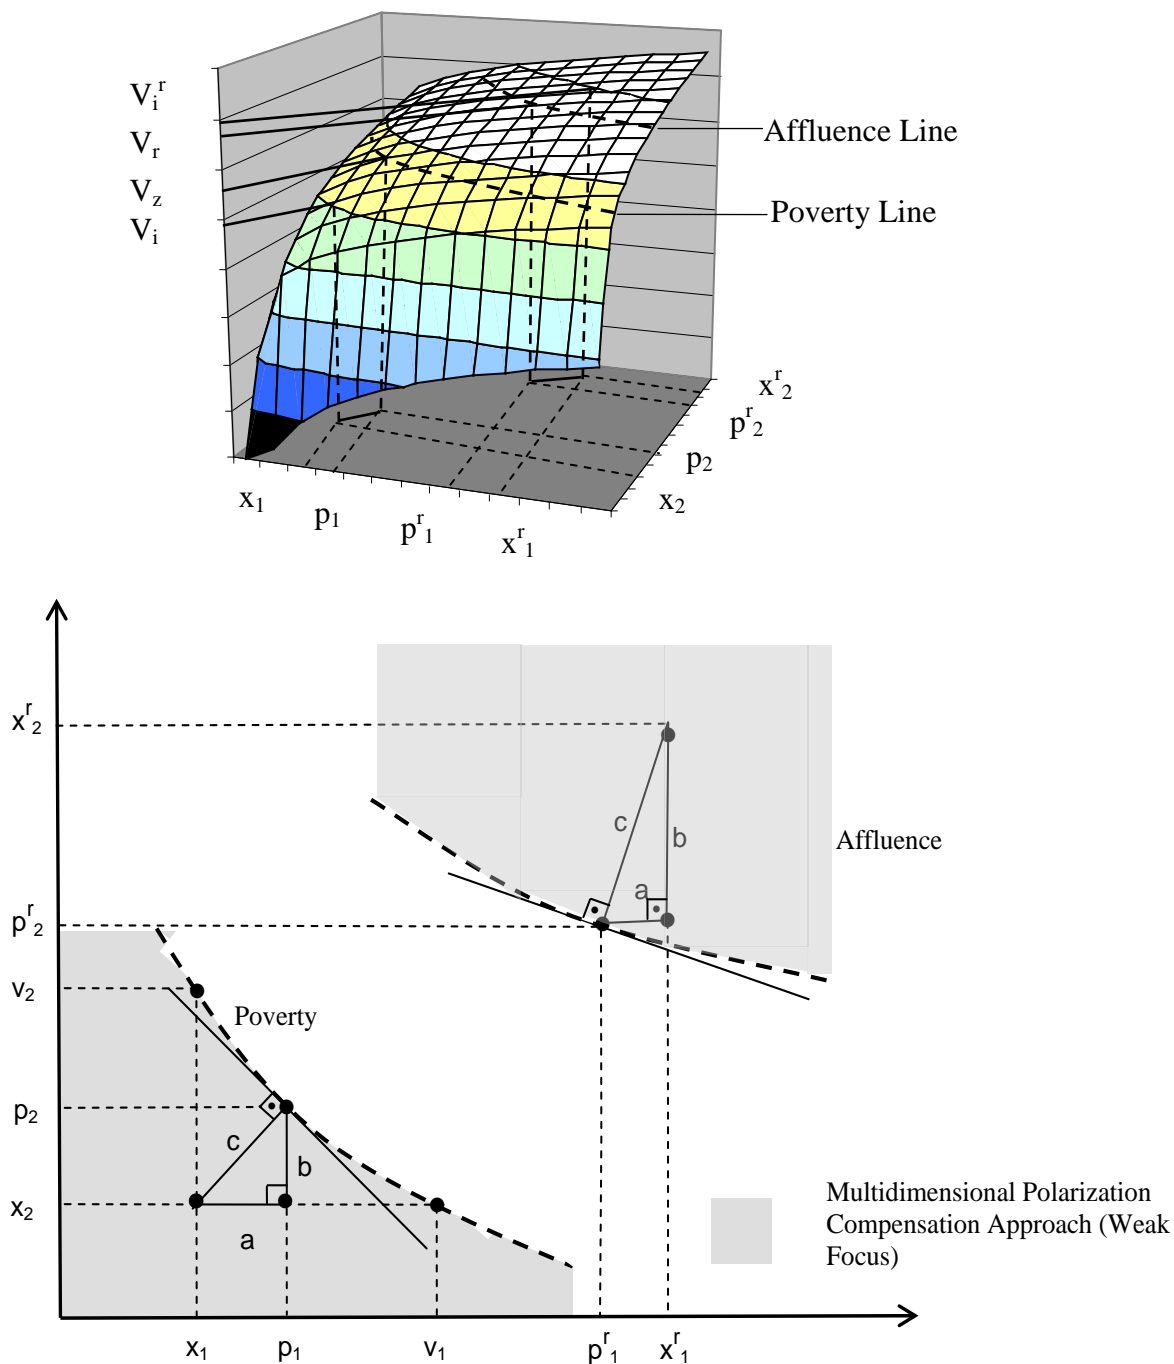 V_i^r
V_r
V_z
V_i
Affluence Line
Poverty Line
x_1
p_1
p^r_1
x^r_1
x_2
p_2
p^r_2
x^r_2
x^r_2
c
b
a
Affluence
p^r_2
v_2
Poverty
p_2
c
b
x_2
a
Multidimensional Polarization
Compensation Approach (Weak
Focus)
x_1
p_1
v_1
p^r_1
x^r_1